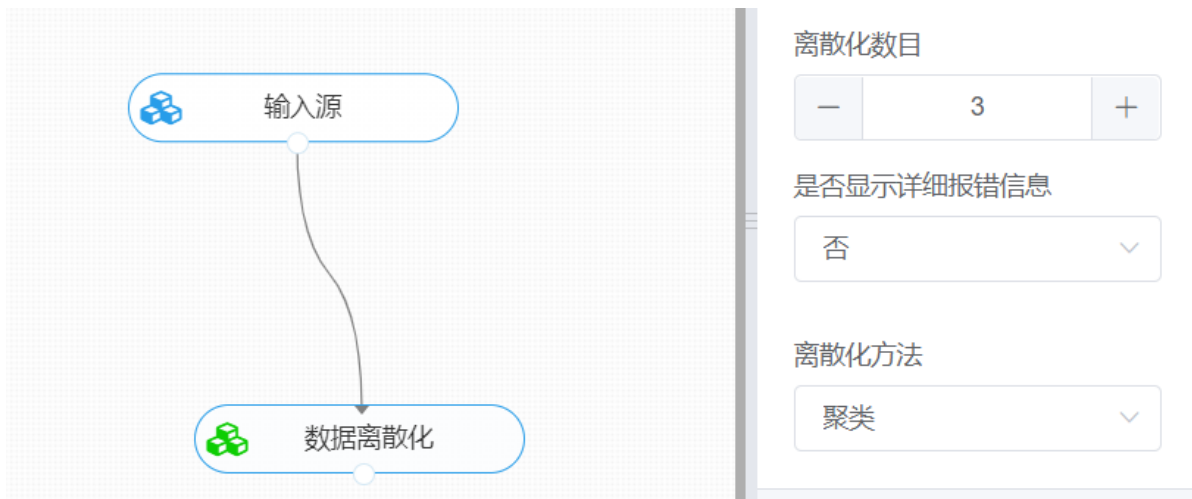 输入源
数据离散化
离散化数目
3
是否显示详细报错信息
否
离散化方法
聚类